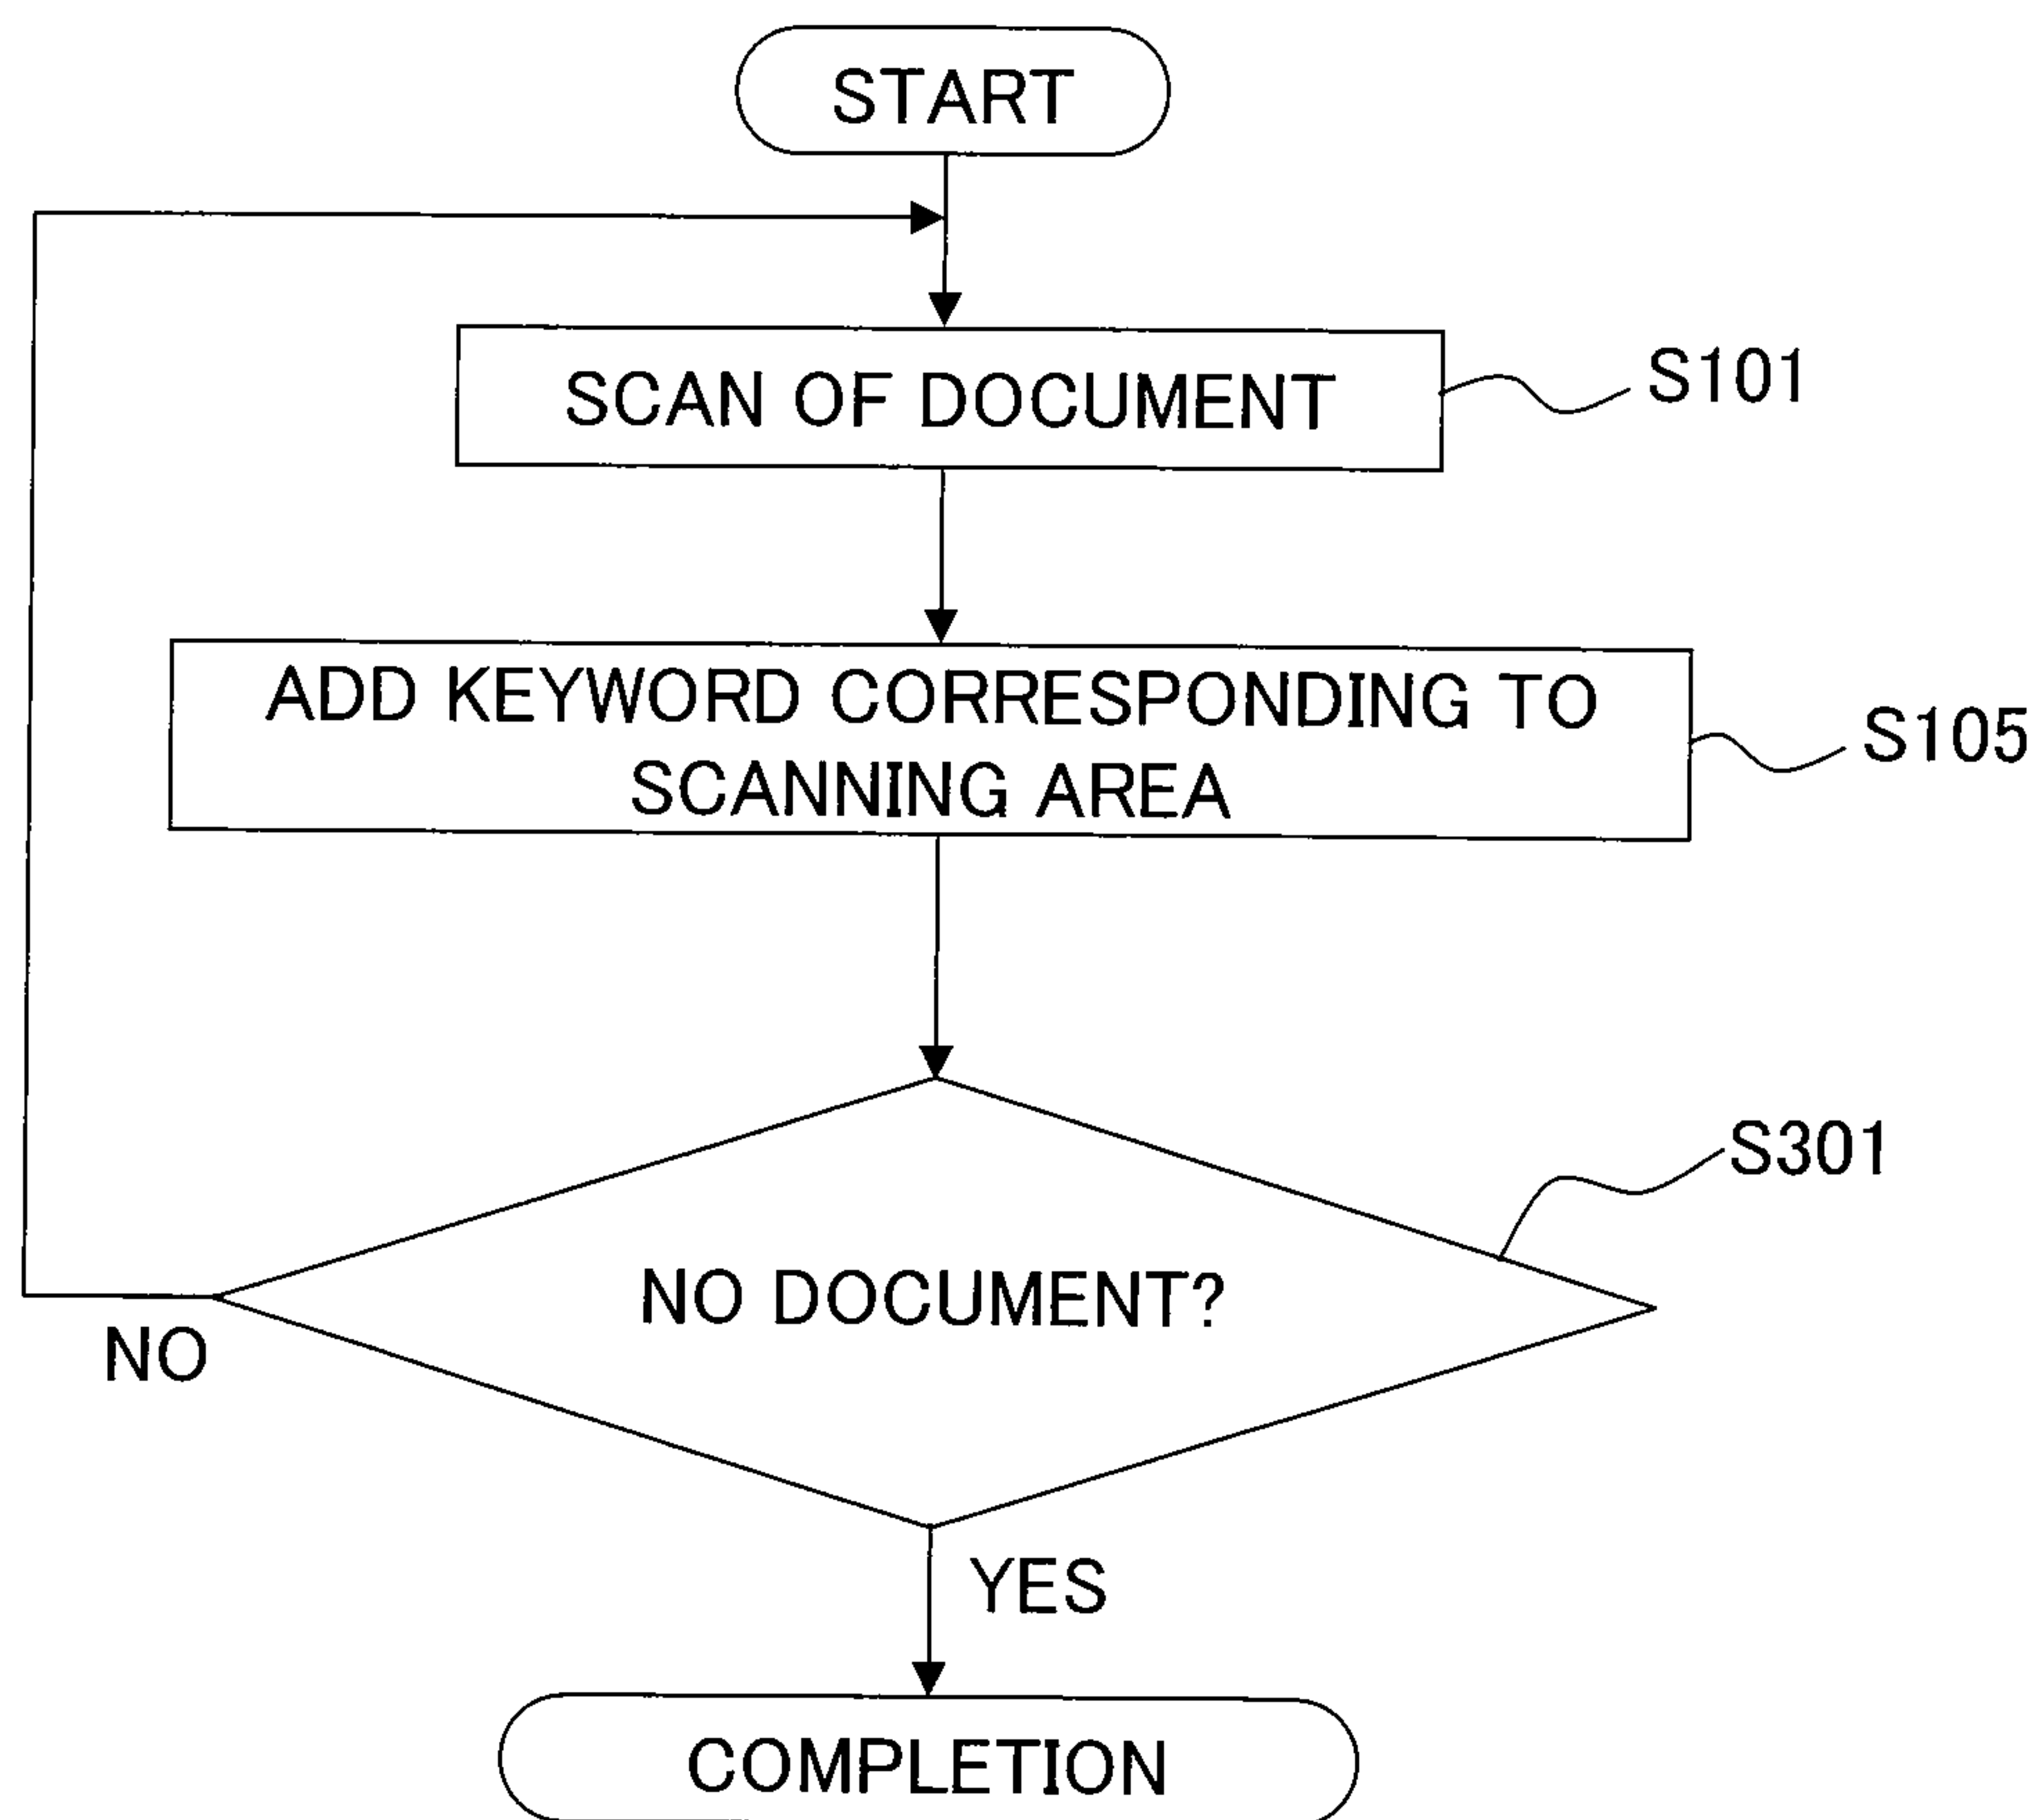 START
SCAN OF DOCUMENT
S101
ADD KEYWORD CORRESPONDING TO
SCANNING AREA
S105
S301
NO DOCUMENT?
NO
YES
COMPLETION